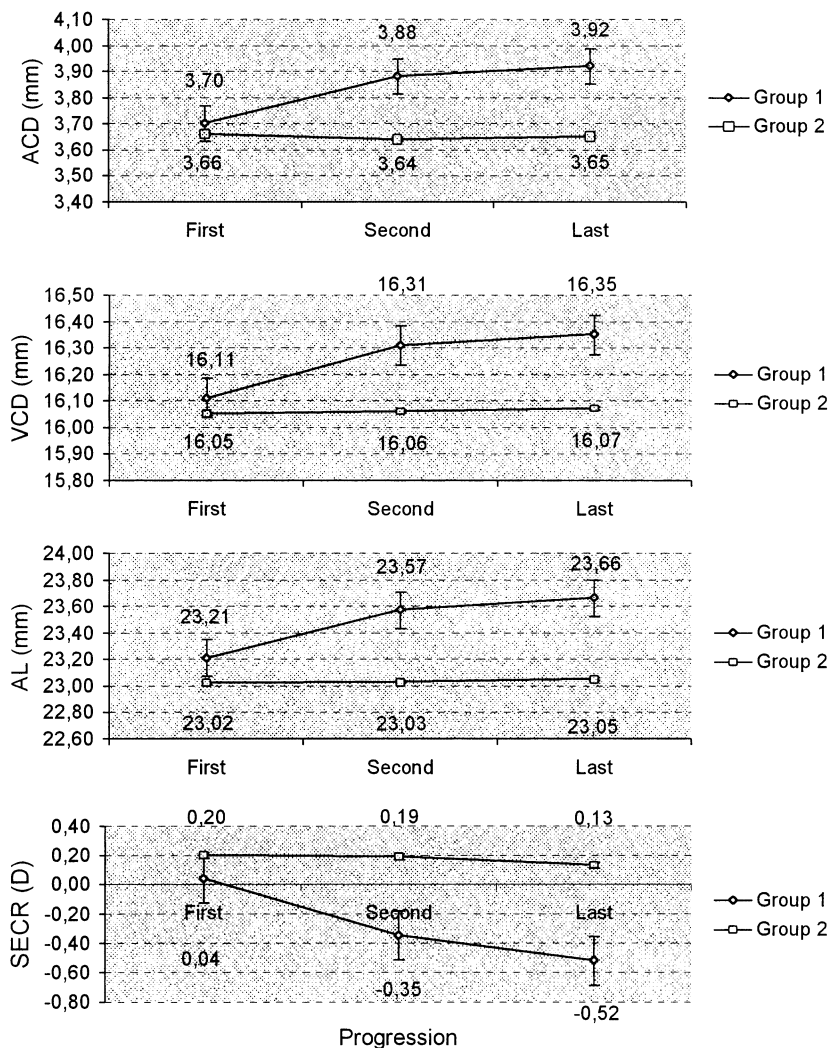 ACD (mm)
4,10
4,00
3,90
3,80
3,70
3,60
3,50
3,40
3,70
3,88
3,92
3,66
3,64
3,65
First
Second
Last
Group 1
Group 2
VCD (mm)
16,50
16,40
16,30
16,20
16,10
16,00
15,90
15,80
16,11
16,31
16,35
16,05
16,06
16,07
First
Second
Last
Group 1
Group 2
AL (mm)
24,00
23,80
23,60
23,40
23,20
23,00
22,80
22,60
23,21
23,57
23,66
23,02
23,03
23,05
First
Second
Last
Group 1
Group 2
SECR (D)
0,40
0,20
0,00
-0,20
-0,40
-0,60
-0,80
0,20
0,19
0,13
First
Second
Last
0,04
-0,35
-0,52
Group 1
Group 2
Progression